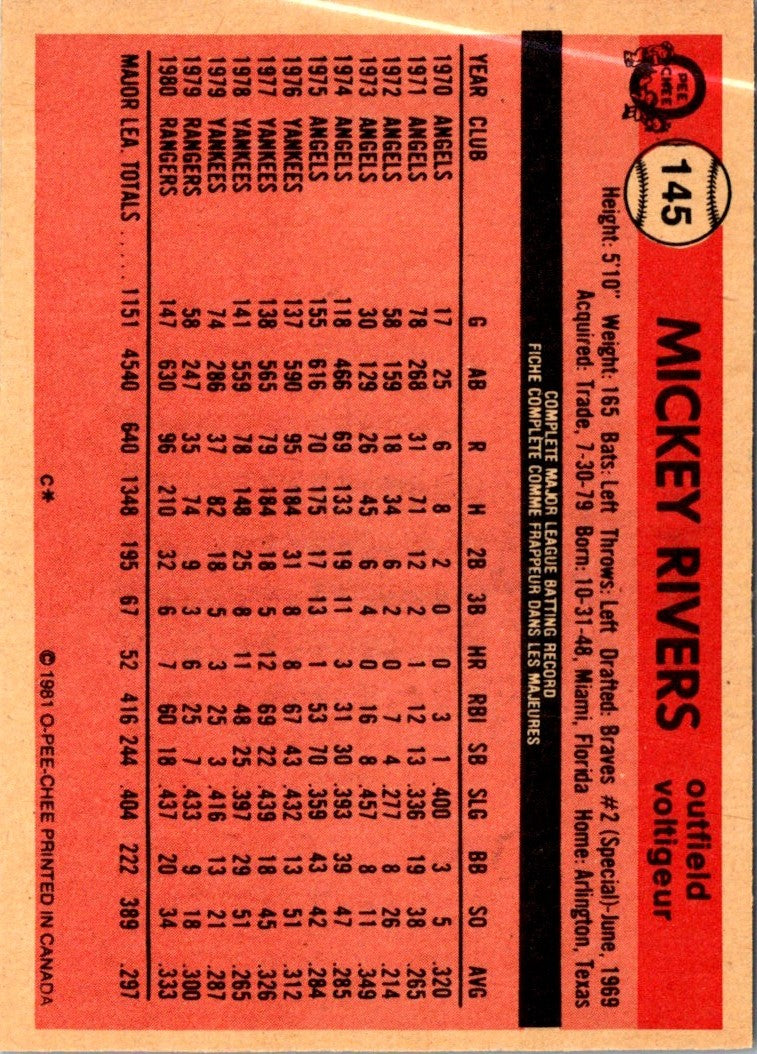 O
PEE
CHEE
145
MICKEY RIVERS
outfield
voltigeur
Height: 5'10" Weight: 165 Bats: Left Throws: Left Drafted: Braves #2 (Special)-June, 1969
Acquired: Trade, 7-30-79 Born: 10-31-48, Miami, Florida Home: Arlington, Texas
COMPLETE MAJOR LEAGUE BATTING RECORD
FICHE COMPLÈTE COMME FRAPPEUR DANS LES MAJEURES
YEAR CLUB G AB R H 2B 3B HR RBI SB SLG BB SO AVG
1970 ANGELS 17 25 6 8 2 0 0 3 1 .400 3 5 .320
1971 ANGELS 78 268 31 71 12 2 1 12 13 .336 19 38 .265
1972 ANGELS 58 159 18 34 6 2 0 7 4 .277 8 26 .214
1973 ANGELS 30 129 26 45 6 4 0 16 8 .457 8 11 .349
1974 ANGELS 118 466 69 133 19 11 3 31 30 .393 39 47 .285
1975 ANGELS 155 616 70 175 17 13 1 53 70 .359 43 42 .284
1976 YANKEES 137 590 95 184 31 8 8 67 43 .432 13 51 .312
1977 YANKEES 138 565 79 184 18 5 12 69 22 .439 18 45 .326
1978 YANKEES 141 559 78 148 25 8 11 48 25 .397 29 51 .265
1979 YANKEES 74 286 37 82 18 5 3 25 3 .416 13 21 .287
1979 RANGERS 58 247 35 74 9 3 6 25 7 .433 9 18 .300
1980 RANGERS 147 630 96 210 32 6 7 60 18 .437 20 34 .333
MAJOR LEA. TOTALS ..... 1151 4540 640 1348 195 67 52 416 244 .404 222 389 .297
C* © 1981 O-PEE-CHEE PRINTED IN CANADA